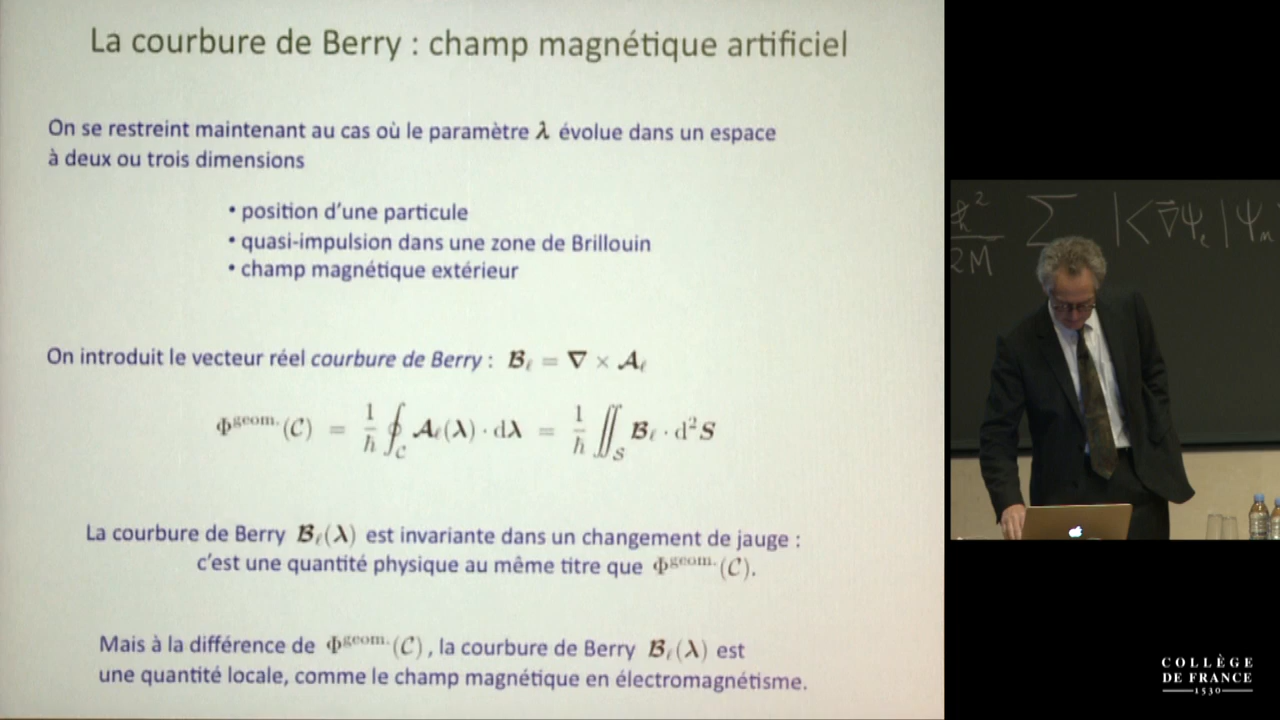 La courbure de Berry : champ magnétique artificiel
On se restreint maintenant au cas où le paramètre λ évolue dans un espace
à deux ou trois dimensions
• position d'une particule
• quasi-impulsion dans une zone de Brillouin
• champ magnétique extérieur
On introduit le vecteur réel courbure de Berry : 𝓑ℓ = ∇ × 𝓐ℓ
Φ^geom.(𝒞) = 1/ħ ∮_𝒞 𝓐ℓ(λ) · dλ = 1/ħ ∬_S 𝓑ℓ · d²S
La courbure de Berry 𝓑ℓ(λ) est invariante dans un changement de jauge :
c'est une quantité physique au même titre que Φ^geom.(𝒞).
Mais à la différence de Φ^geom.(𝒞), la courbure de Berry 𝓑ℓ(λ) est
une quantité locale, comme le champ magnétique en électromagnétisme.
ħ²/2M Σ |<∇⃗ψℓ|ψ
COLLÈGE
DE FRANCE
1530